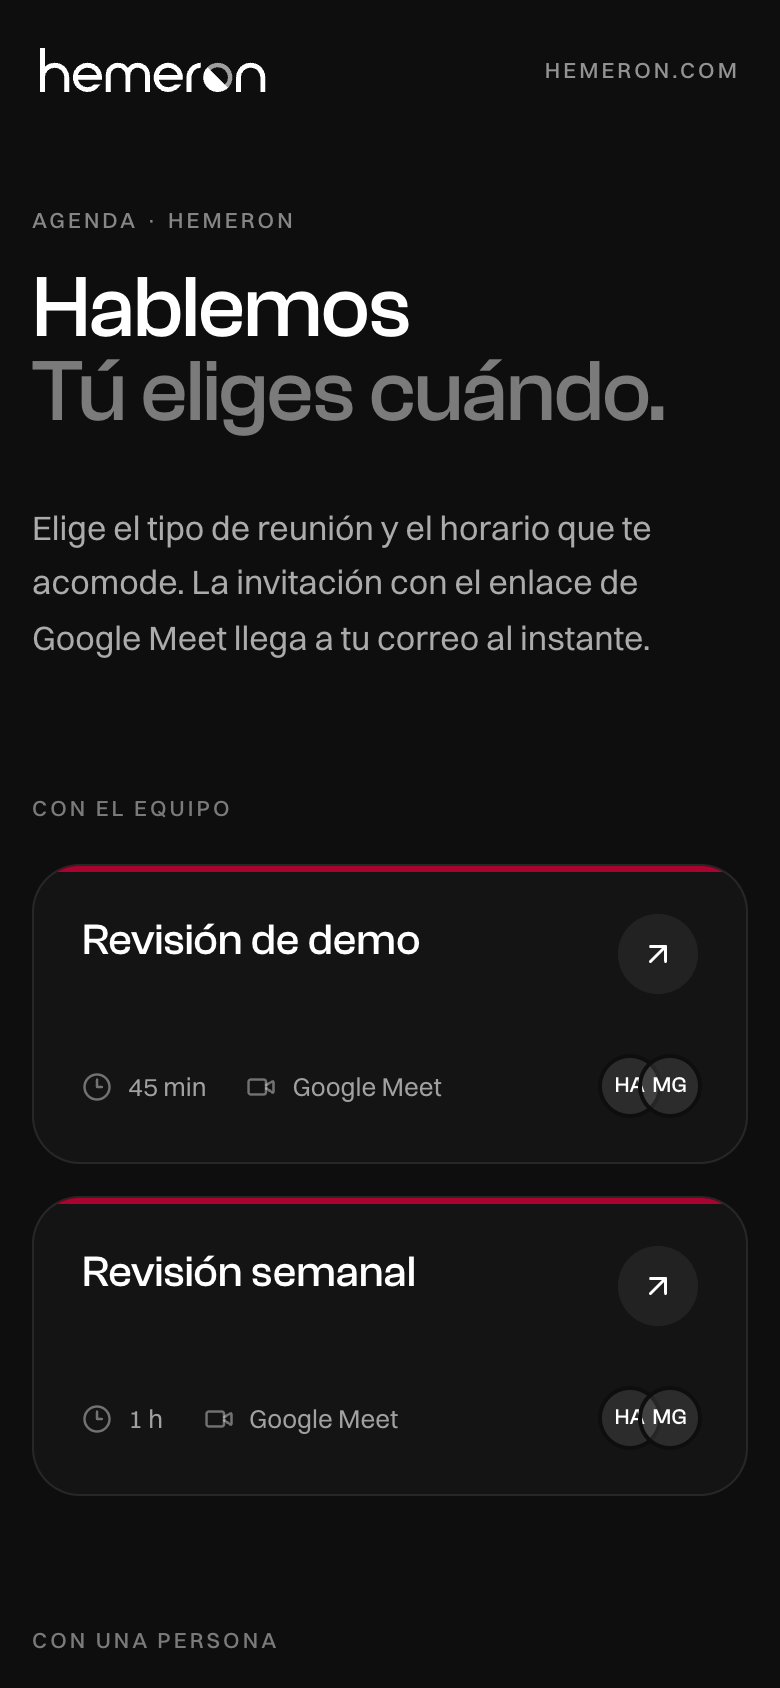 hemeron
HEMERON.COM
AGENDA · HEMERON
Hablemos
Tú eliges cuándo.
Elige el tipo de reunión y el horario que te
acomode. La invitación con el enlace de
Google Meet llega a tu correo al instante.
CON EL EQUIPO
Revisión de demo
45 min Google Meet HA MG
Revisión semanal
1 h Google Meet HA MG
CON UNA PERSONA